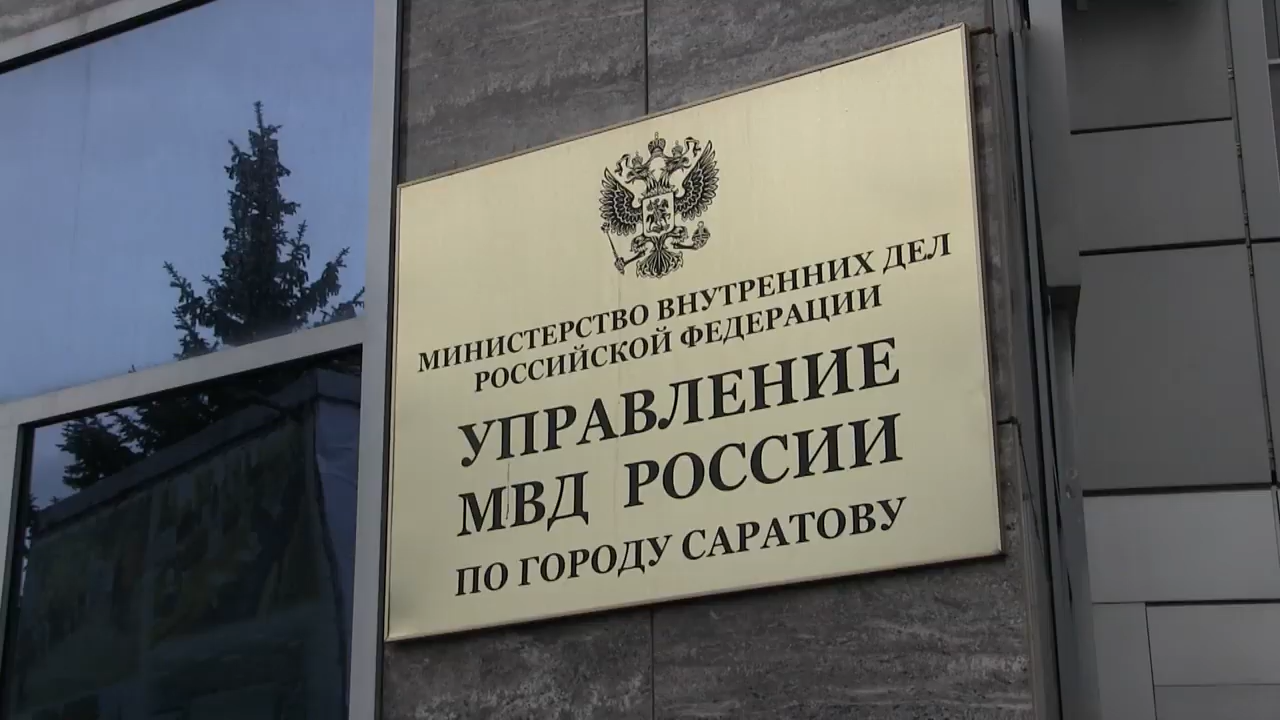 МИНИСТЕРСТВО ВНУТРЕННИХ ДЕЛ
РОССИЙСКОЙ ФЕДЕРАЦИИ
УПРАВЛЕНИЕ
МВД РОССИИ
ПО ГОРОДУ САРАТОВУ